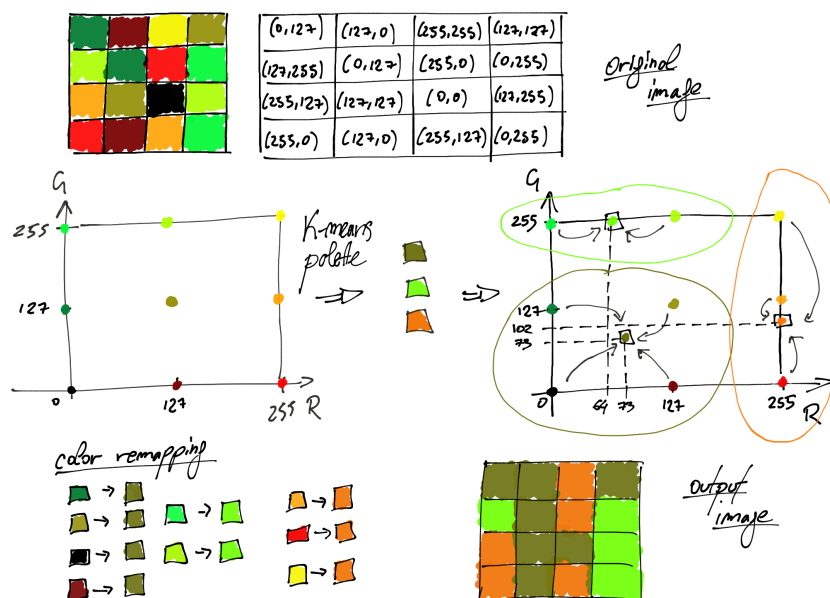 (0,127) (127,0) (255,255) (127,127)
(127,255) (0,127) (255,0) (0,255)
(255,127) (127,127) (0,0) (127,255)
(255,0) (127,0) (255,127) (0,255)
original
image
G
255
127
0
127
255
R
K-means
palette
G
255
127
102
73
0
64
73
127
255
R
color remapping
output
image